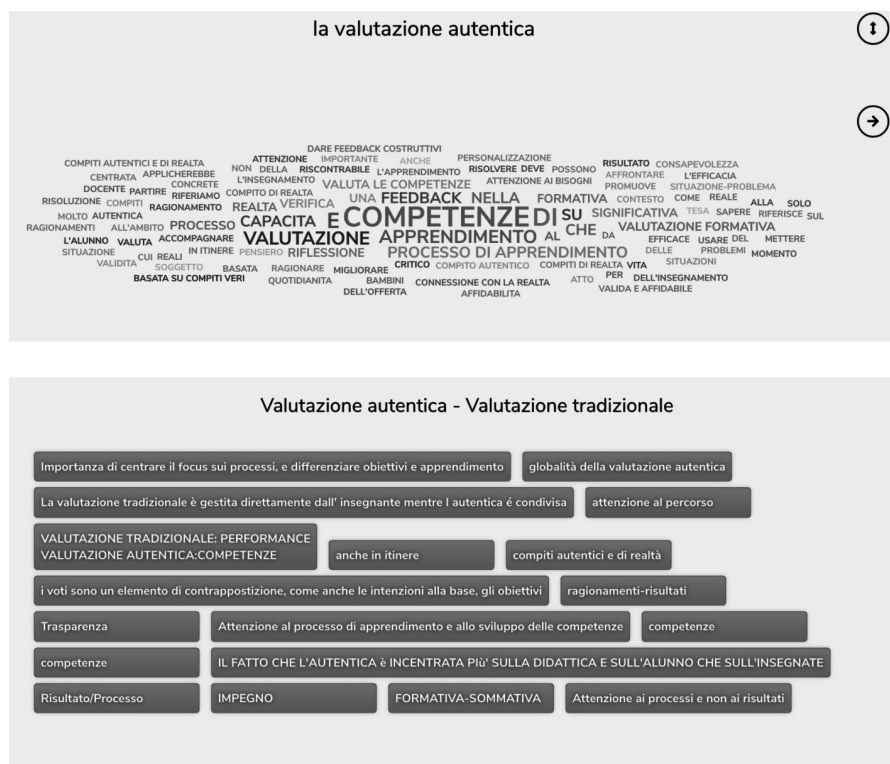 la valutazione autentica
DARE FEEDBACK COSTRUTTIVI
ATTENZIONE IMPORTANTE ANCHE PERSONALIZZAZIONE
COMPITI AUTENTICI E DI REALTA NON DELLA RISCONTRABILE L'APPRENDIMENTO RISOLVERE DEVE POSSONO RISULTATO CONSAPEVOLEZZA
CENTRATA APPLICHEREBBE L'INSEGNAMENTO VALUTA LE COMPETENZE ATTENZIONE AI BISOGNI AFFRONTARE L'EFFICACIA
DOCENTE PARTIRE CONCRETE COMPITO DI REALTA UNA FEEDBACK NELLA FORMATIVA PROMUOVE SITUAZIONE-PROBLEMA
RISOLUZIONE COMPITI RIFERIAMO RAGIONAMENTO REALTA VERIFICA CONTESTO COME REALE ALLA SOLO
MOLTO AUTENTICA PROCESSO CAPACITA E COMPETENZE DI SU SIGNIFICATIVA TESA SAPERE RIFERISCE SUL
RAGIONAMENTI ALL'AMBITO VALUTAZIONE APPRENDIMENTO AL CHE DA VALUTAZIONE FORMATIVA
L'ALUNNO VALUTA ACCOMPAGNARE EFFICACE USARE DEL METTERE
SITUAZIONE CUI REALI IN ITINERE PENSIERO RIFLESSIONE PROCESSO DI APPRENDIMENTO DELLE PROBLEMI MOMENTO
VALIDITA SOGGETTO BASATA RAGIONARE MIGLIORARE CRITICO COMPITO AUTENTICO COMPITI DI REALTA VITA SITUAZIONI
BASATA SU COMPITI VERI QUOTIDIANITA BAMBINI CONNESSIONE CON LA REALTA ATTO PER DELL'INSEGNAMENTO
DELL'OFFERTA AFFIDABILITA VALIDA E AFFIDABILE
Valutazione autentica - Valutazione tradizionale
Importanza di centrare il focus sui processi, e differenziare obiettivi e apprendimento globalità della valutazione autentica
La valutazione tradizionale è gestita direttamente dall' insegnante mentre l autentica é condivisa attenzione al percorso
VALUTAZIONE TRADIZIONALE: PERFORMANCE
VALUTAZIONE AUTENTICA:COMPETENZE anche in itinere compiti autentici e di realtà
i voti sono un elemento di contrappostizione, come anche le intenzioni alla base, gli obiettivi ragionamenti-risultati
Trasparenza Attenzione al processo di apprendimento e allo sviluppo delle competenze competenze
competenze IL FATTO CHE L'AUTENTICA è INCENTRATA PIù' SULLA DIDATTICA E SULL'ALUNNO CHE SULL'INSEGNATE
Risultato/Processo IMPEGNO FORMATIVA-SOMMATIVA Attenzione ai processi e non ai risultati